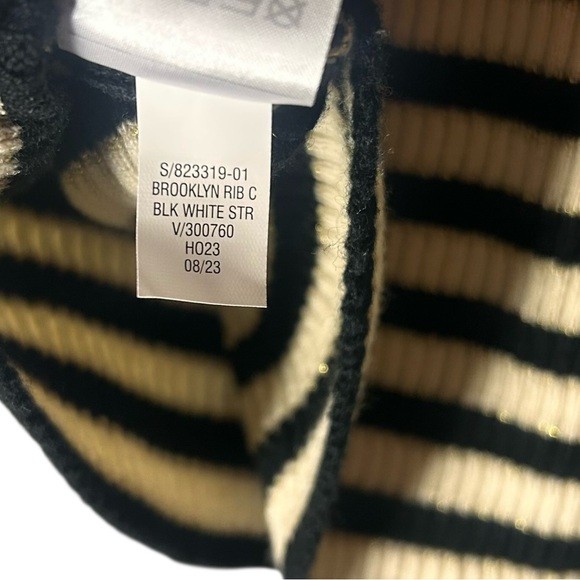 S/823319-01
BROOKLYN RIB C
BLK WHITE STR
V/300760
HO23
08/23